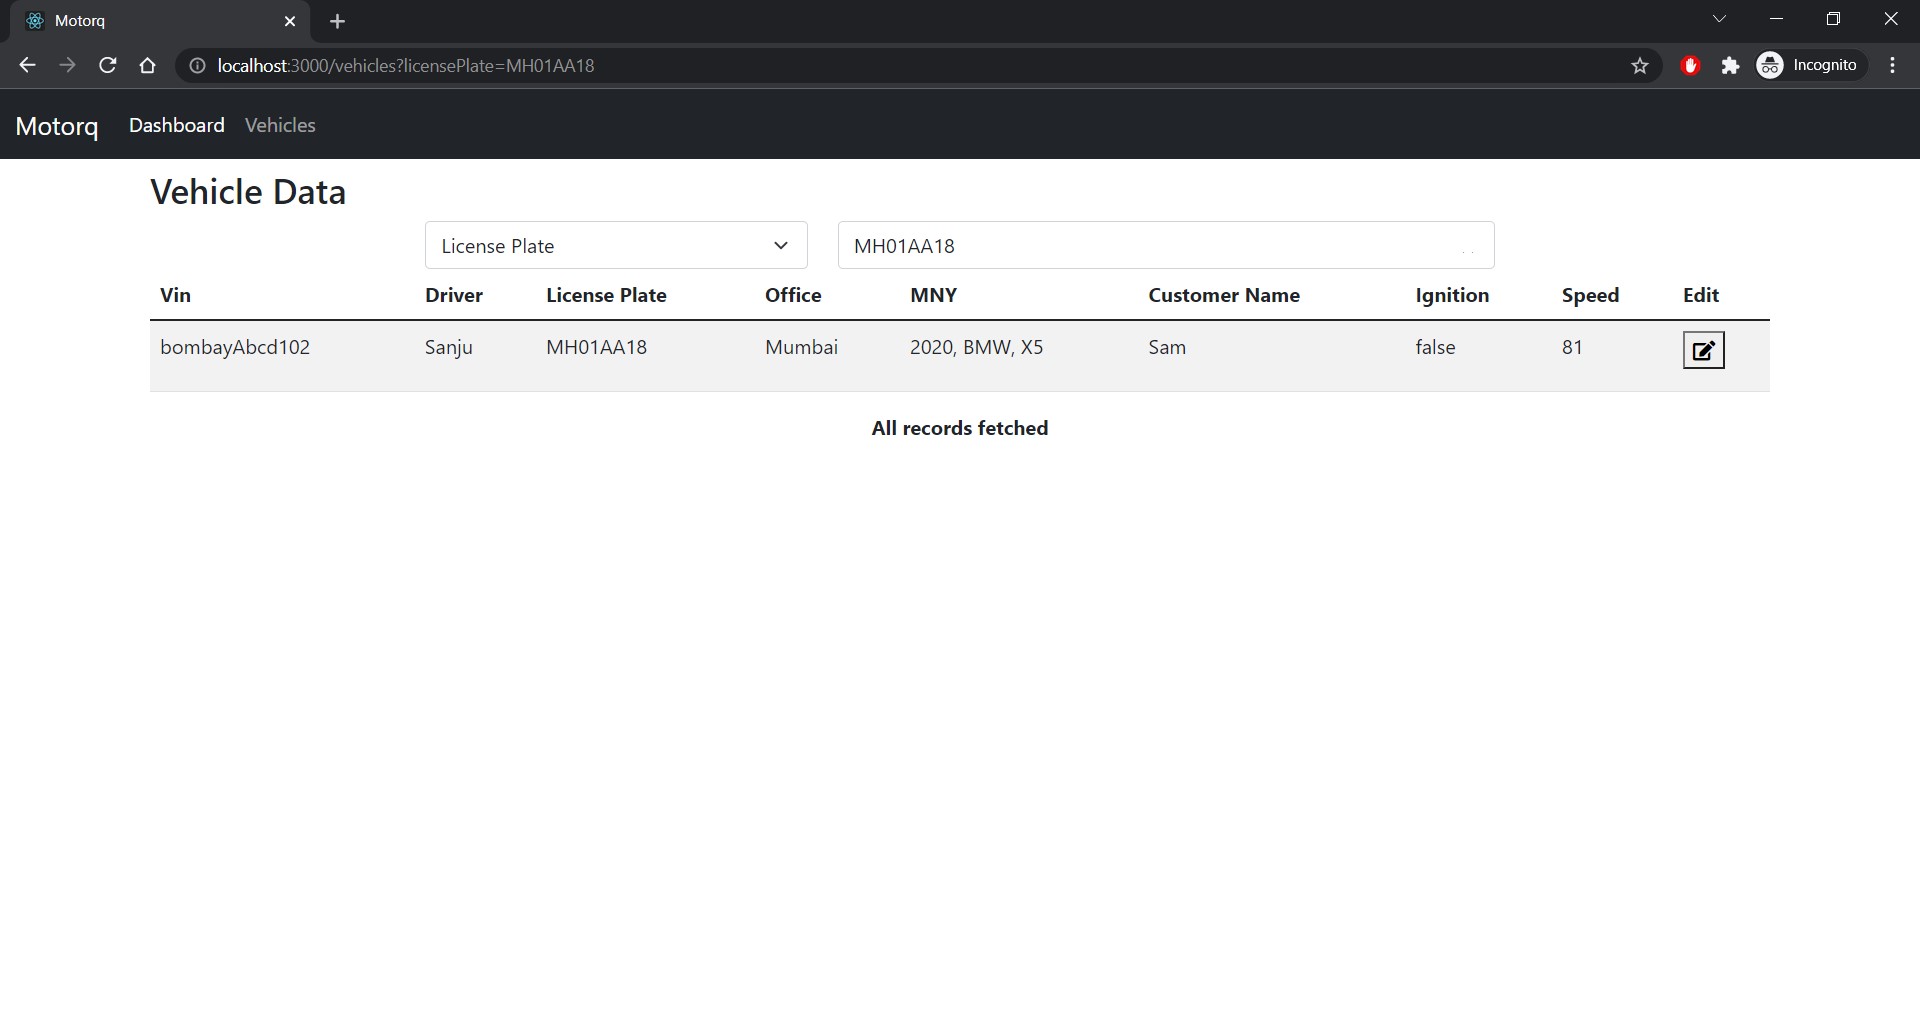 Motorq
localhost:3000/vehicles?licensePlate=MH01AA18
Incognito
Motorq Dashboard Vehicles
Vehicle Data
License Plate MH01AA18
Vin Driver License Plate Office MNY Customer Name Ignition Speed Edit
bombayAbcd102 Sanju MH01AA18 Mumbai 2020, BMW, X5 Sam false 81
All records fetched